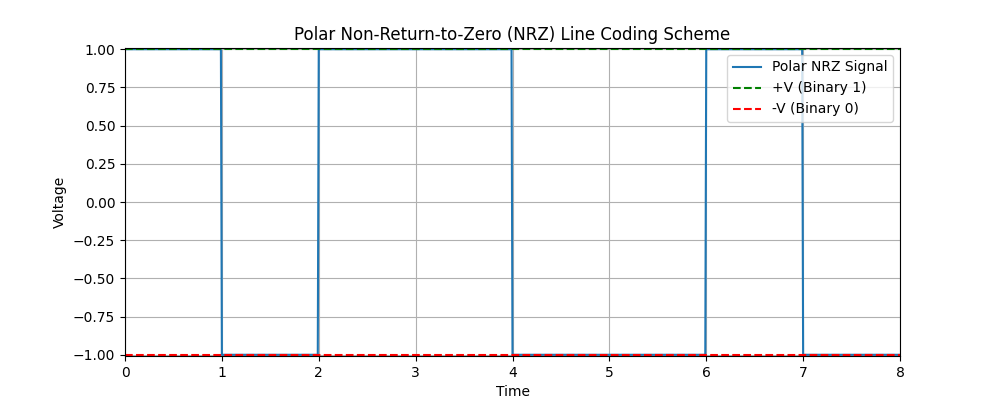 Polar Non-Return-to-Zero (NRZ) Line Coding Scheme
1.00
0.75
0.50
0.25
0.00
−0.25
−0.50
−0.75
−1.00
Voltage
Polar NRZ Signal
+V (Binary 1)
-V (Binary 0)
0 1 2 3 4 5 6 7 8
Time